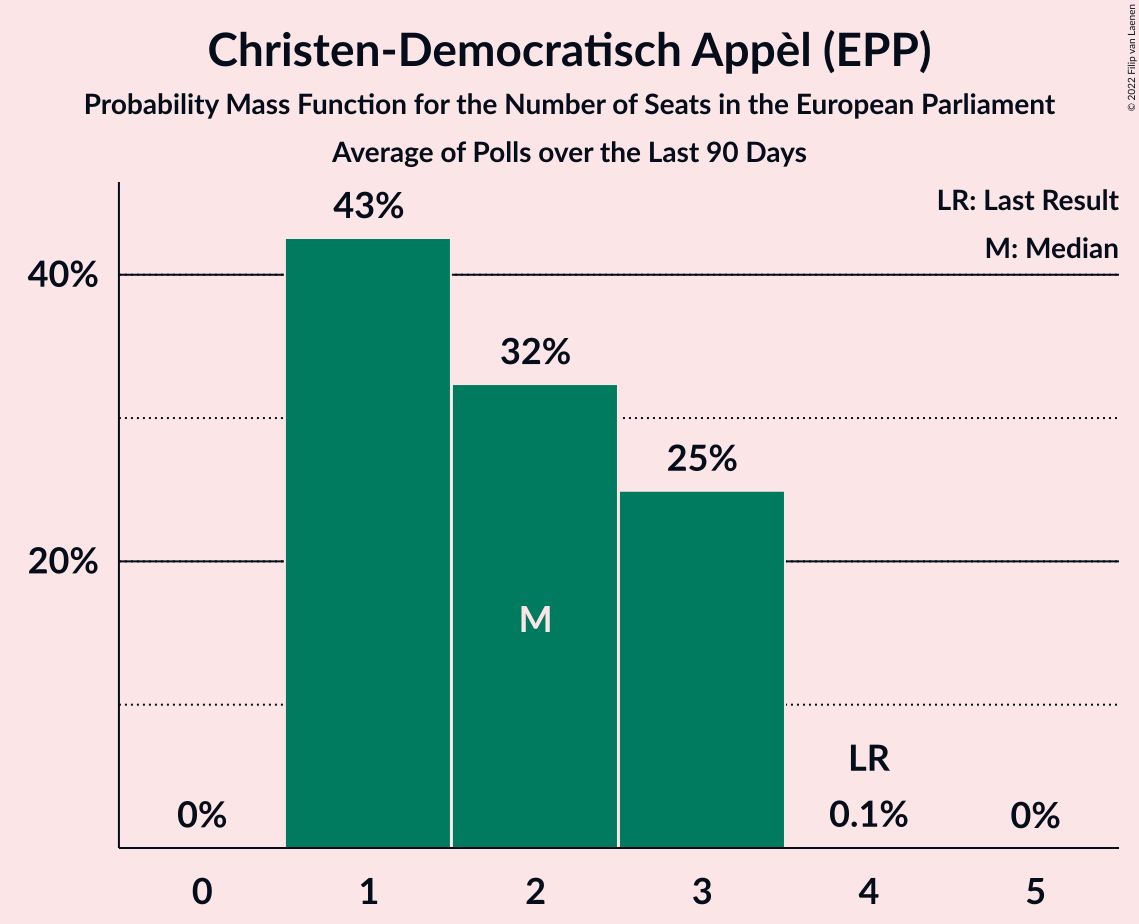 Christen-Democratisch Appèl (EPP)
Probability Mass Function for the Number of Seats in the European Parliament
Average of Polls over the Last 90 Days
© 2022 Filip van Laenen
LR: Last Result
M: Median
43%
40%
32%
25%
20%
M
LR
0%
0.1%
0%
0 1 2 3 4 5